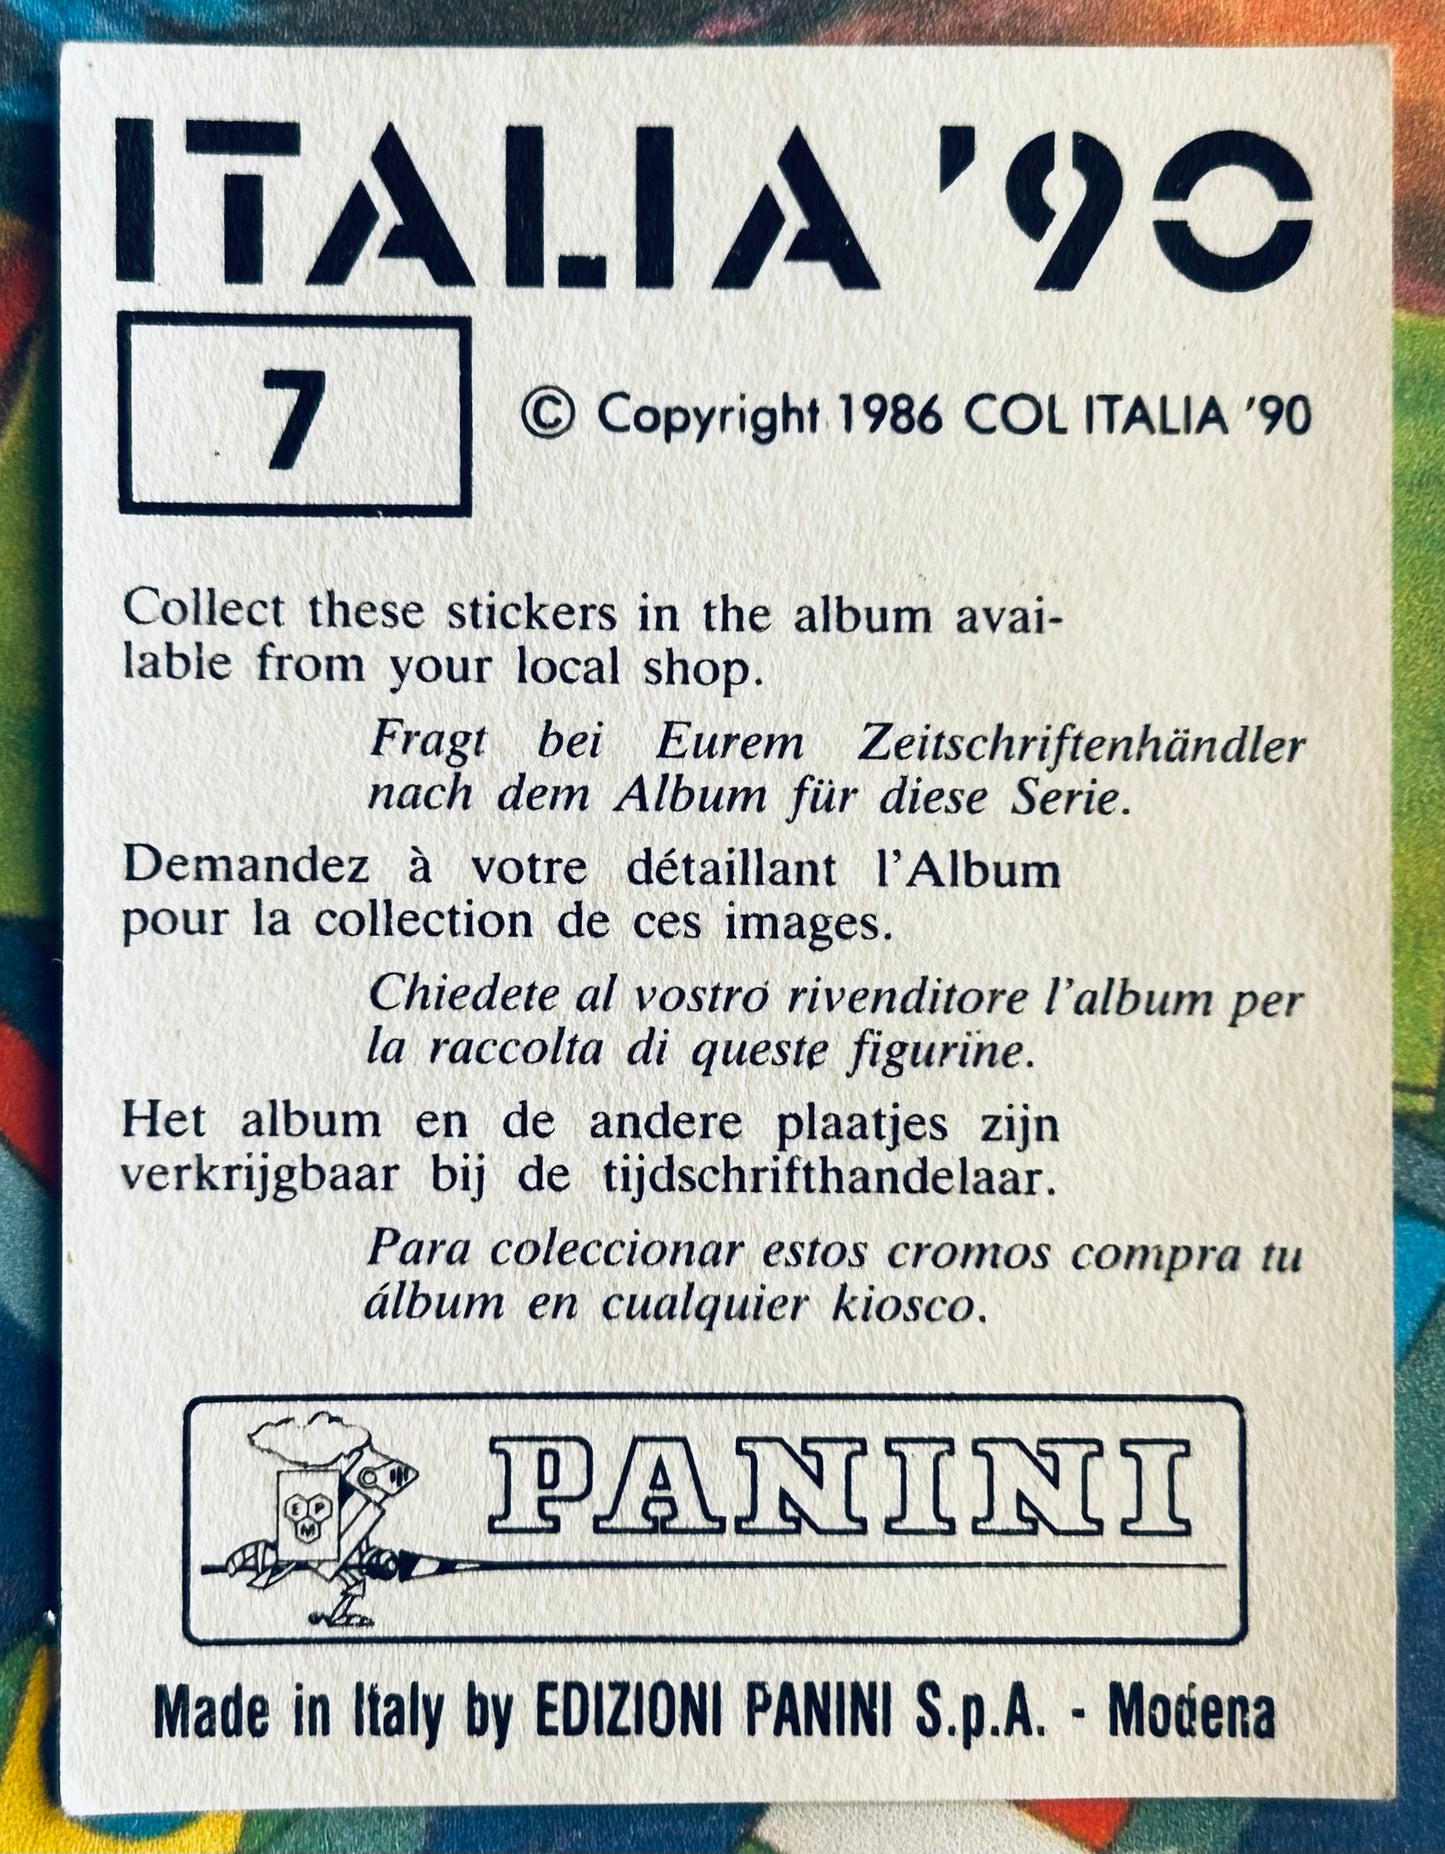 ITALIA '90
7
© Copyright 1986 COL ITALIA '90
Collect these stickers in the album avai-
lable from your local shop.
Fragt bei Eurem Zeitschriftenhändler
nach dem Album für diese Serie.
Demandez à votre détaillant l'Album
pour la collection de ces images.
Chiedete al vostro rivenditore l'album per
la raccolta di queste figurine.
Het album en de andere plaatjes zijn
verkrijgbaar bij de tijdschrifthandelaar.
Para coleccionar estos cromos compra tu
álbum en cualquier kiosco.
E P
M
PANINI
Made in Italy by EDIZIONI PANINI S.p.A. - Modena